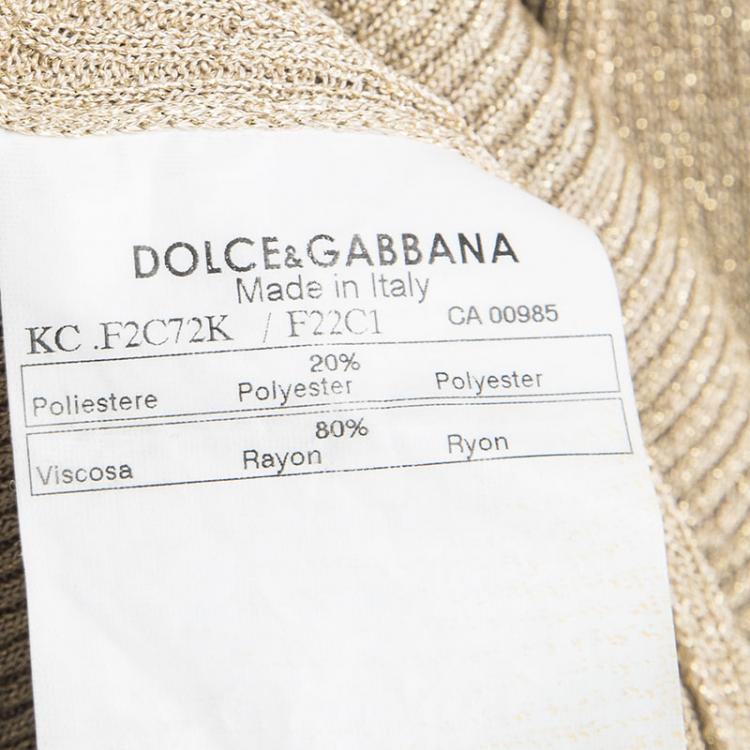 DOLCE&GABBANA
Made in Italy
KC .F2C72K / F22C1 CA 00985
20%
Poliestere Polyester Polyester
80%
Viscosa Rayon Ryon